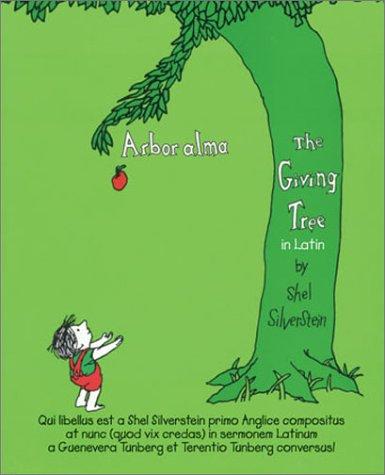 Arbor alma
The
Giving
Tree
in Latin
by
Shel
Silverstein
Qui libellus est a Shel Silverstein primo Anglice compositus
at nunc (quod vix credas) in sermonem Latinum
a Guenevera Tunberg et Terentio Tunberg conversus!